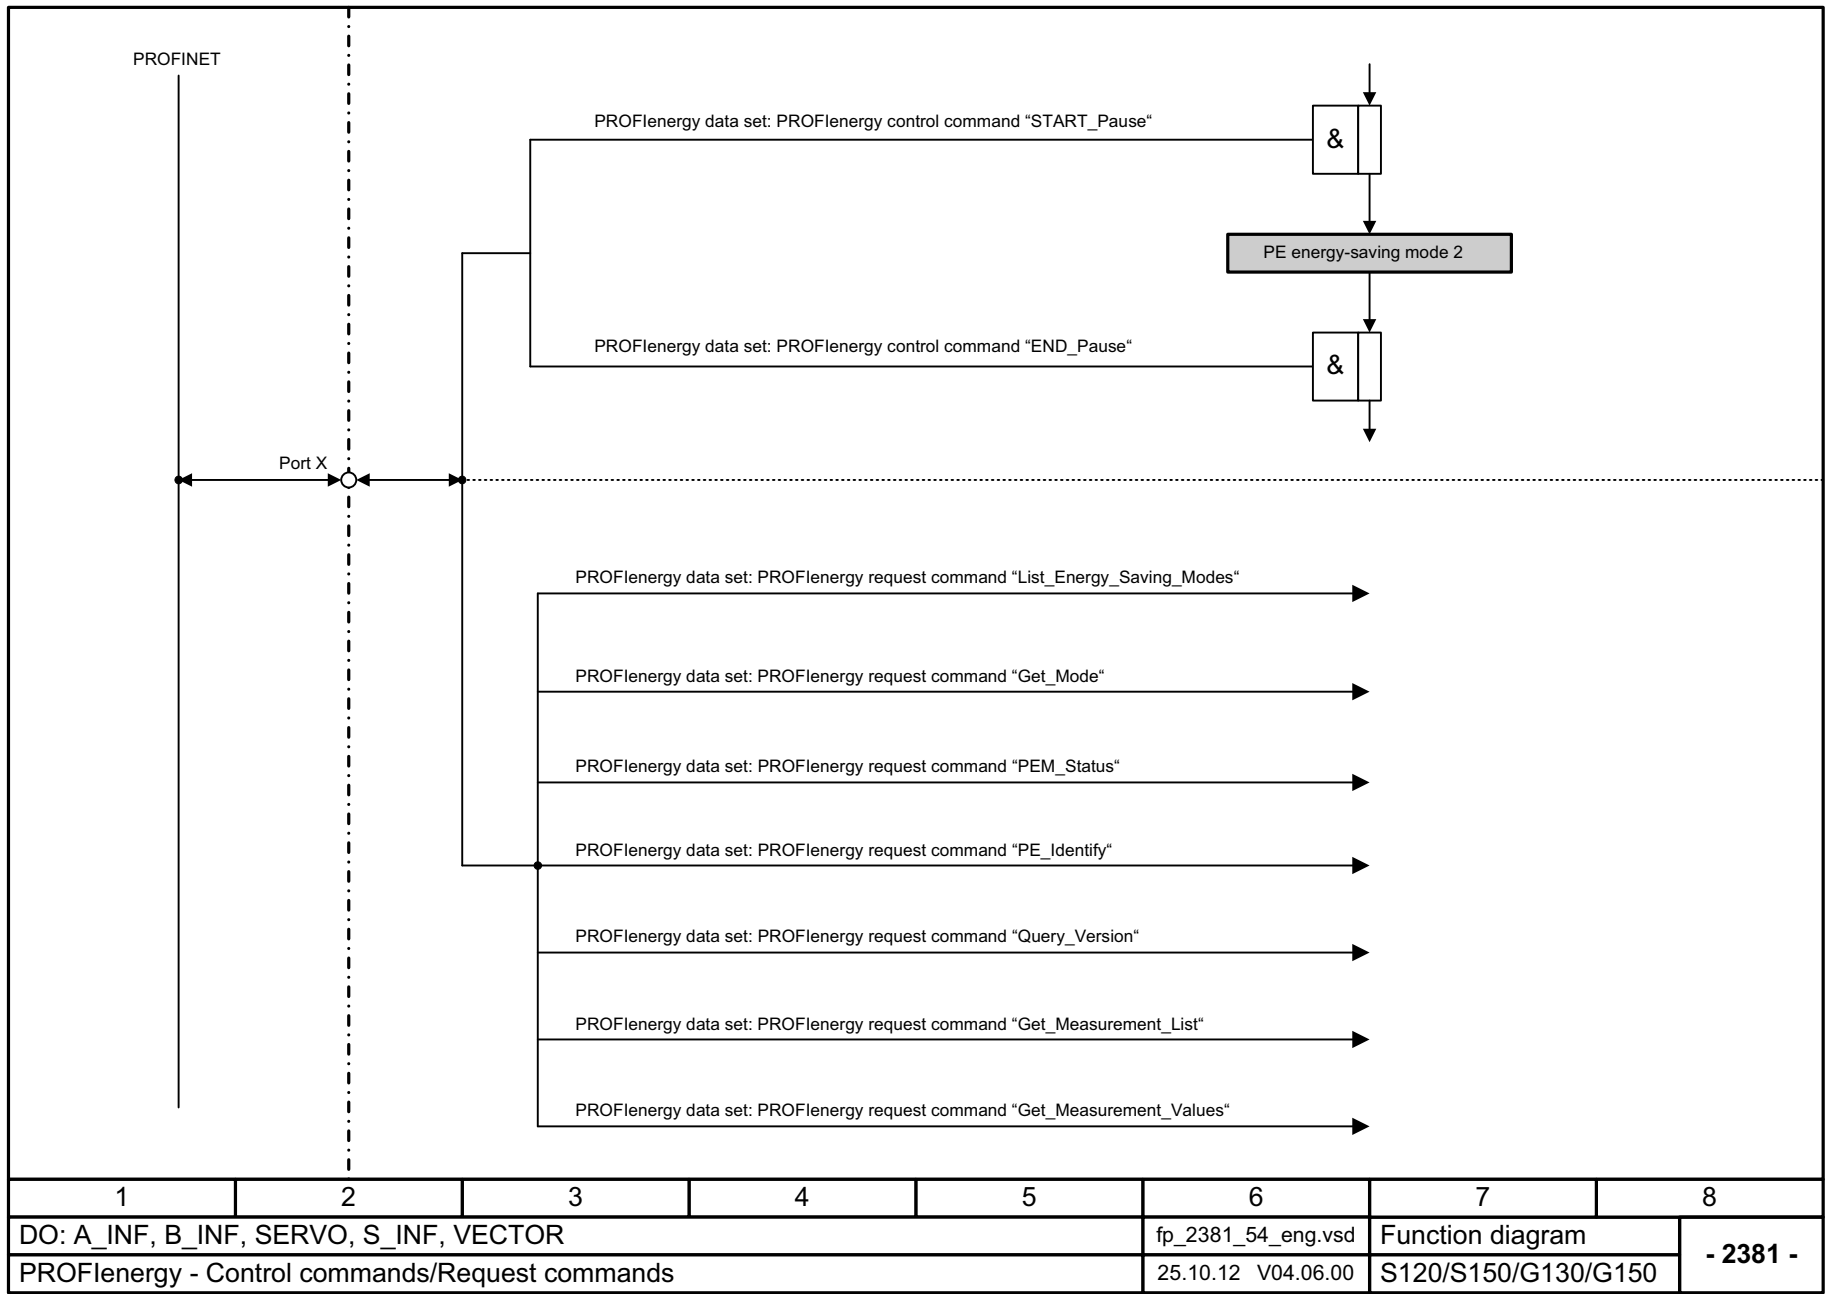 PROFINET
PROFIenergy data set: PROFIenergy control command “START_Pause“
&
PE energy-saving mode 2
PROFIenergy data set: PROFIenergy control command “END_Pause“
&
Port X
PROFIenergy data set: PROFIenergy request command “List_Energy_Saving_Modes“
PROFIenergy data set: PROFIenergy request command “Get_Mode“
PROFIenergy data set: PROFIenergy request command “PEM_Status“
PROFIenergy data set: PROFIenergy request command “PE_Identify“
PROFIenergy data set: PROFIenergy request command “Query_Version“
PROFIenergy data set: PROFIenergy request command “Get_Measurement_List“
PROFIenergy data set: PROFIenergy request command “Get_Measurement_Values“
1 2 3 4 5 6 7 8
DO: A_INF, B_INF, SERVO, S_INF, VECTOR fp_2381_54_eng.vsd Function diagram
- 2381 -
PROFIenergy - Control commands/Request commands 25.10.12 V04.06.00 S120/S150/G130/G150